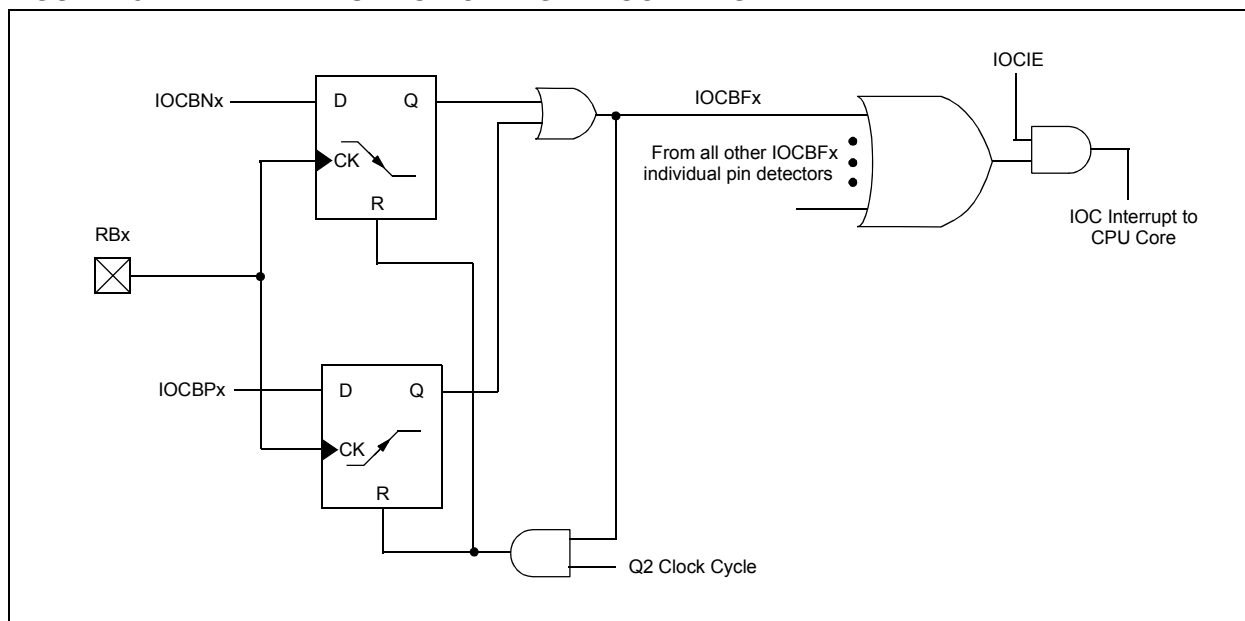 IOCIE
IOCBNx
D
Q
CK
R
IOCBFx
From all other IOCBFx
individual pin detectors
IOC Interrupt to
CPU Core
RBx
IOCBPx
D
Q
CK
R
Q2 Clock Cycle